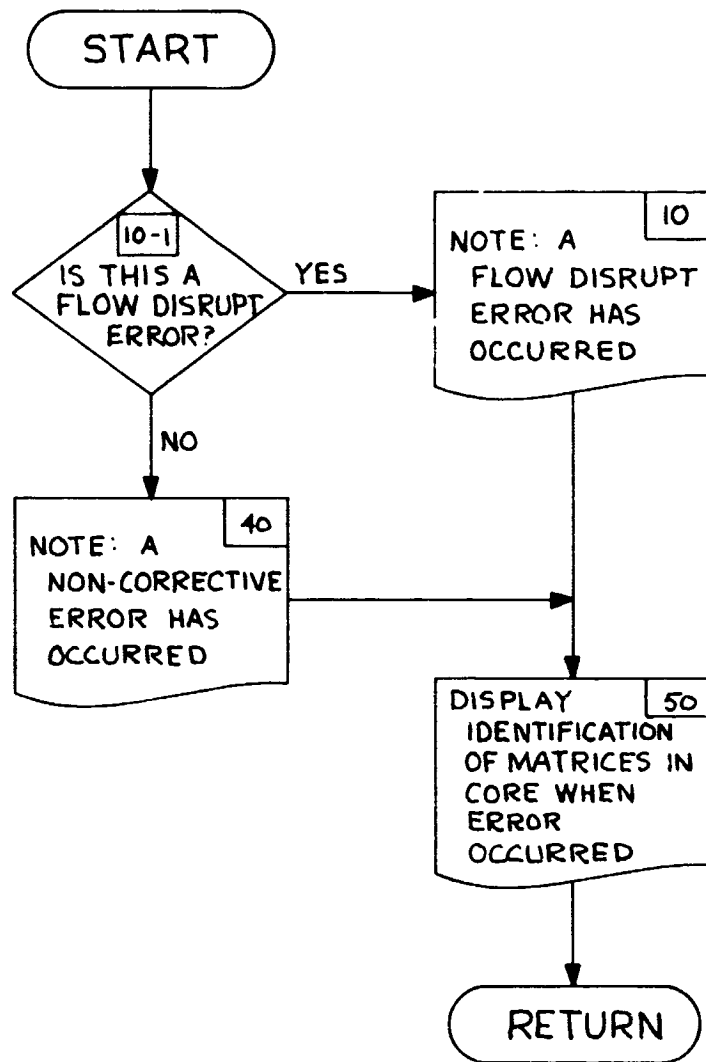 START
10-1
IS THIS A
FLOW DISRUPT
ERROR?
YES
10
NOTE: A
FLOW DISRUPT
ERROR HAS
OCCURRED
NO
40
NOTE: A
NON-CORRECTIVE
ERROR HAS
OCCURRED
50
DISPLAY
IDENTIFICATION
OF MATRICES IN
CORE WHEN
ERROR
OCCURRED
RETURN